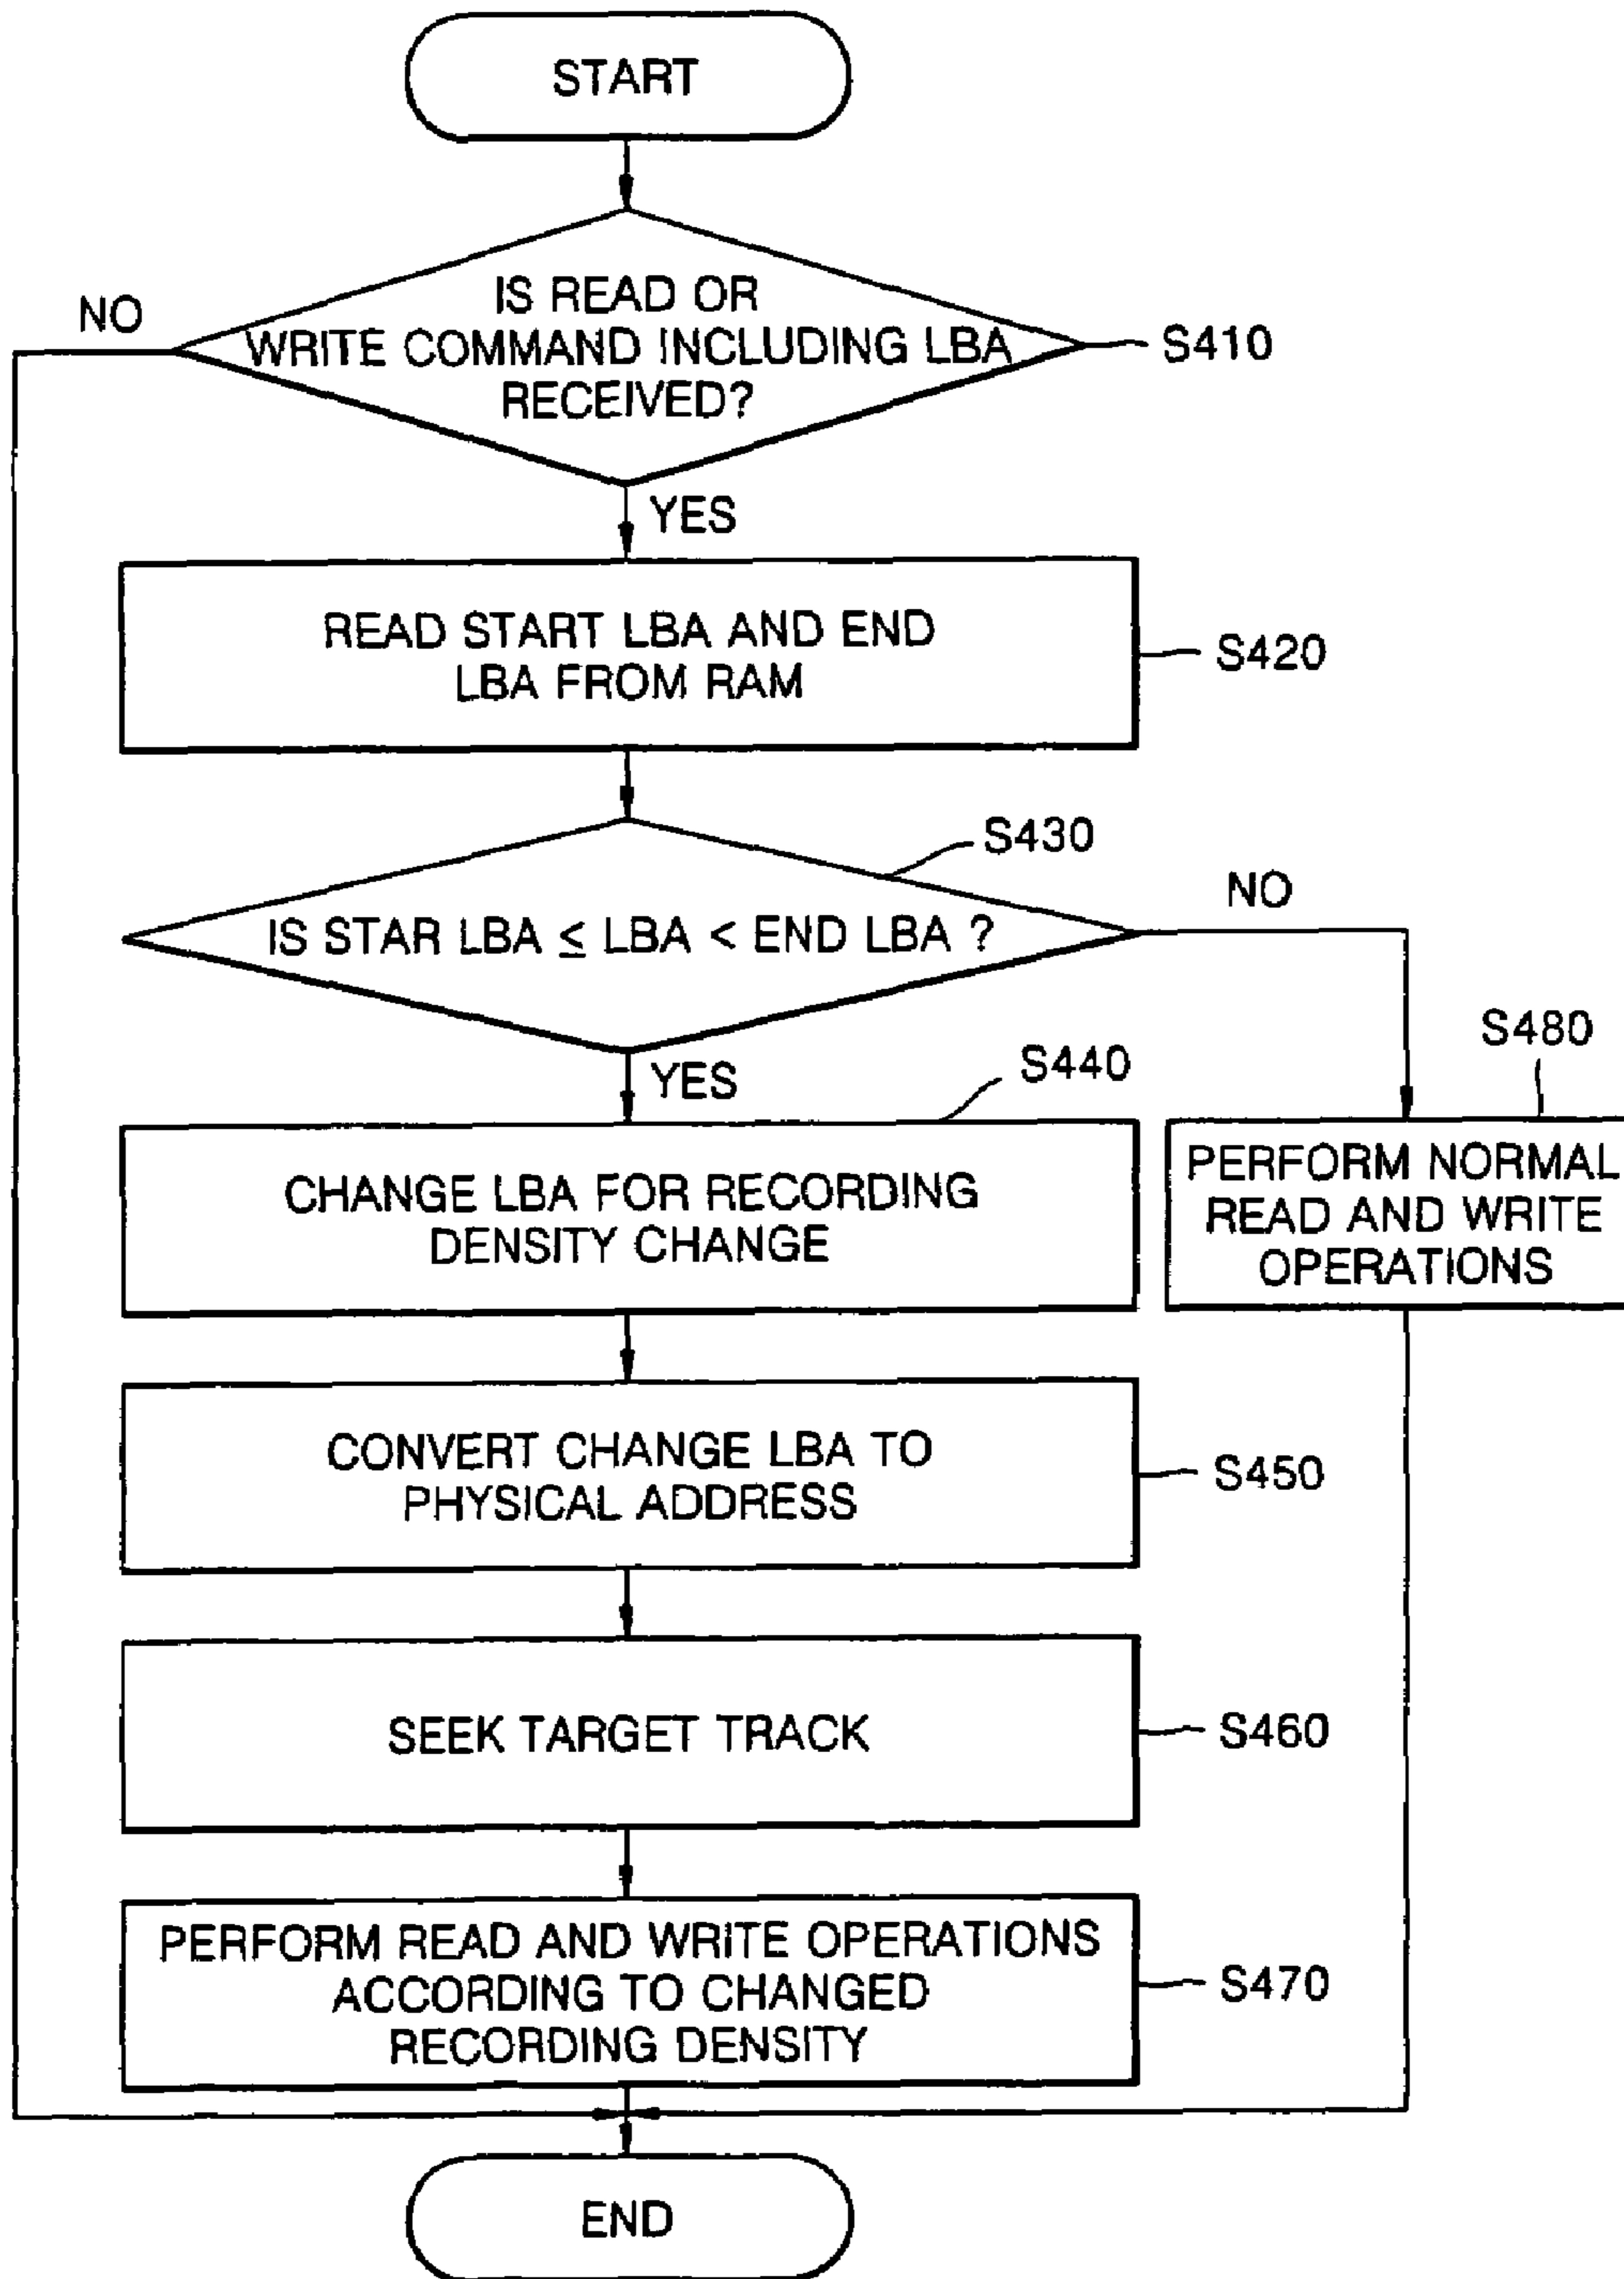 START
IS READ OR
NO
WRITE COMMAND INCLUDING LBA
S410
RECEIVED?
YES
READ START LBA AND END
LBA FROM RAM
S420
S430
NO
IS STAR LBA ≤ LBA < END LBA ?
S480
S440
YES
PERFORM NORMAL
READ AND WRITE
OPERATIONS
CHANGE LBA FOR RECORDING
DENSITY CHANGE
CONVERT CHANGE LBA TO
PHYSICAL ADDRESS
S450
SEEK TARGET TRACK
S460
PERFORM READ AND WRITE OPERATIONS
ACCORDING TO CHANGED
RECORDING DENSITY
S470
END